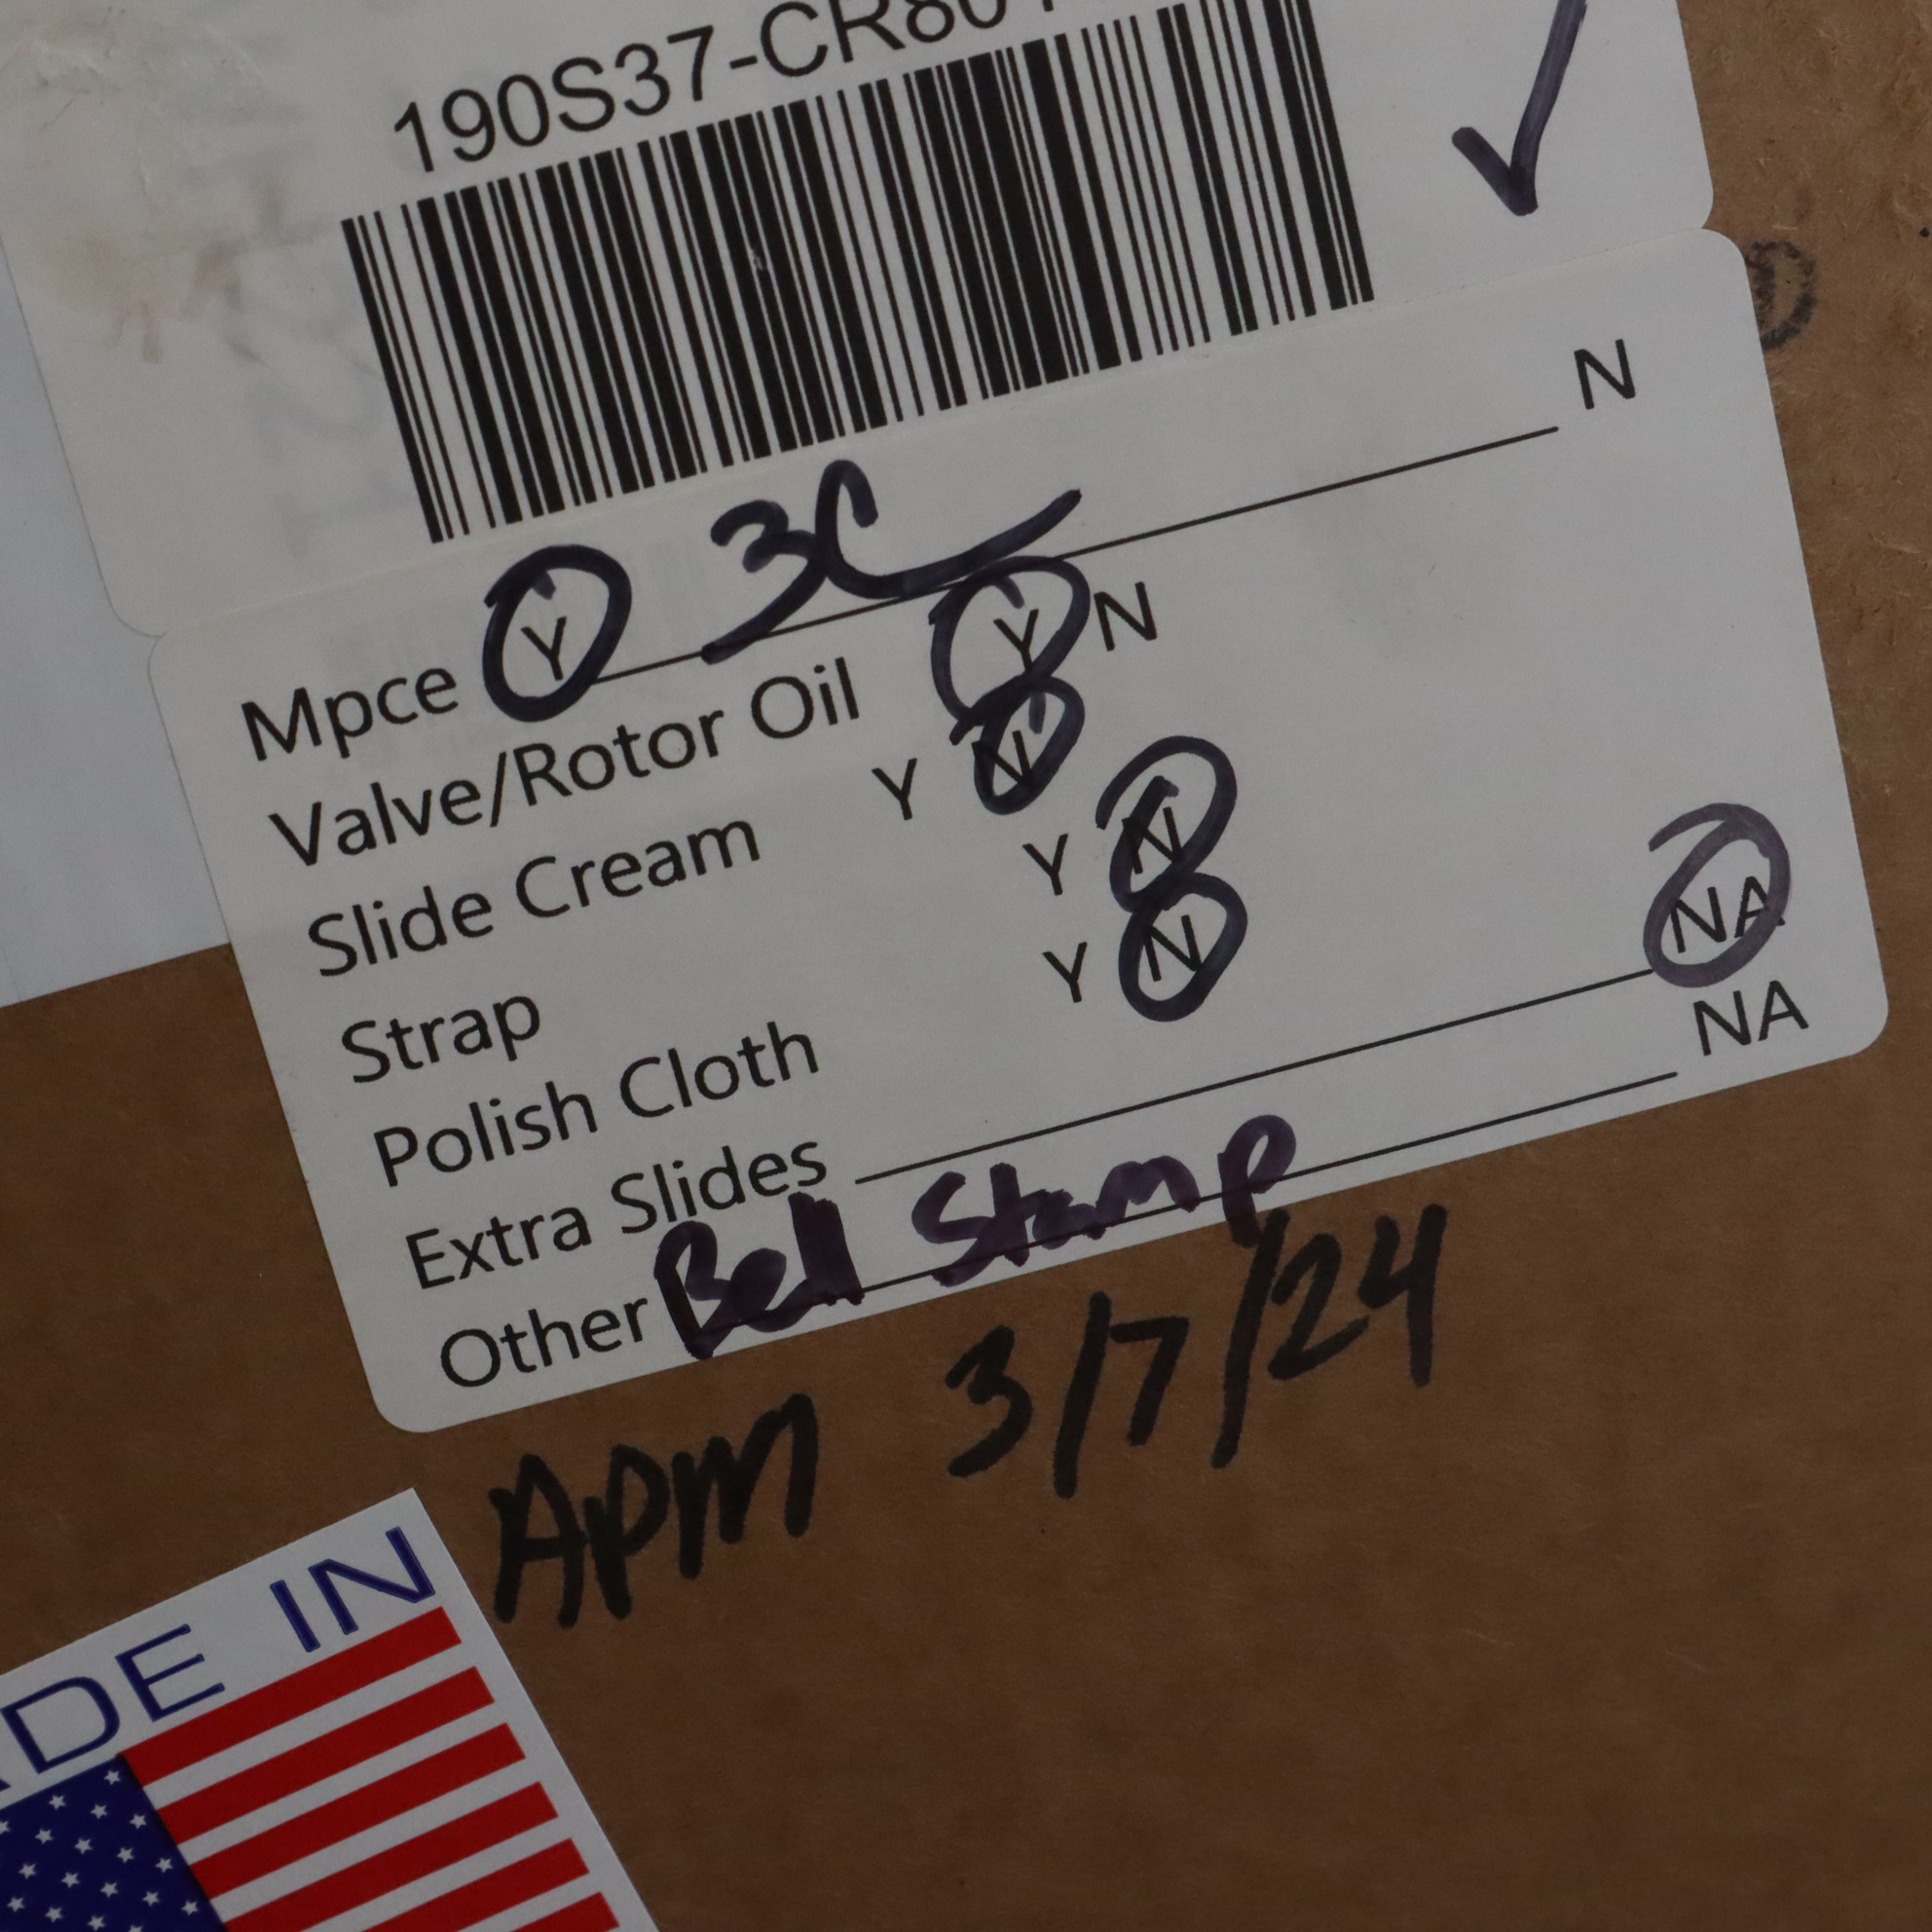 190S37-CR80
Mpce Y 3C N
Valve/Rotor Oil Y N
Slide Cream Y N
Strap Y N
Polish Cloth Y N
Extra Slides NA
Other Bell Stamp NA
APM 3/7/24
DE IN